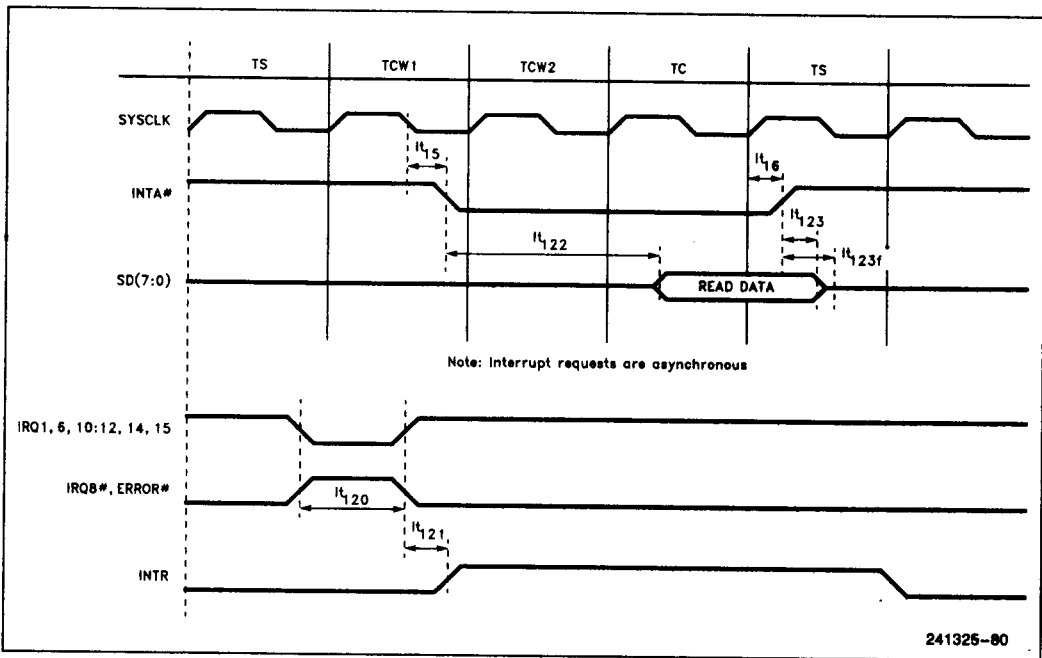 TS TCW1 TCW2 TC TS
SYSCLK
It15
It16
INTA#
It123
It122
It123f
SD(7:0)
READ DATA
Note: Interrupt requests are asynchronous
IRQ1, 6, 10:12, 14, 15
IRQ8#, ERROR#
It120
It121
INTR
241325-80